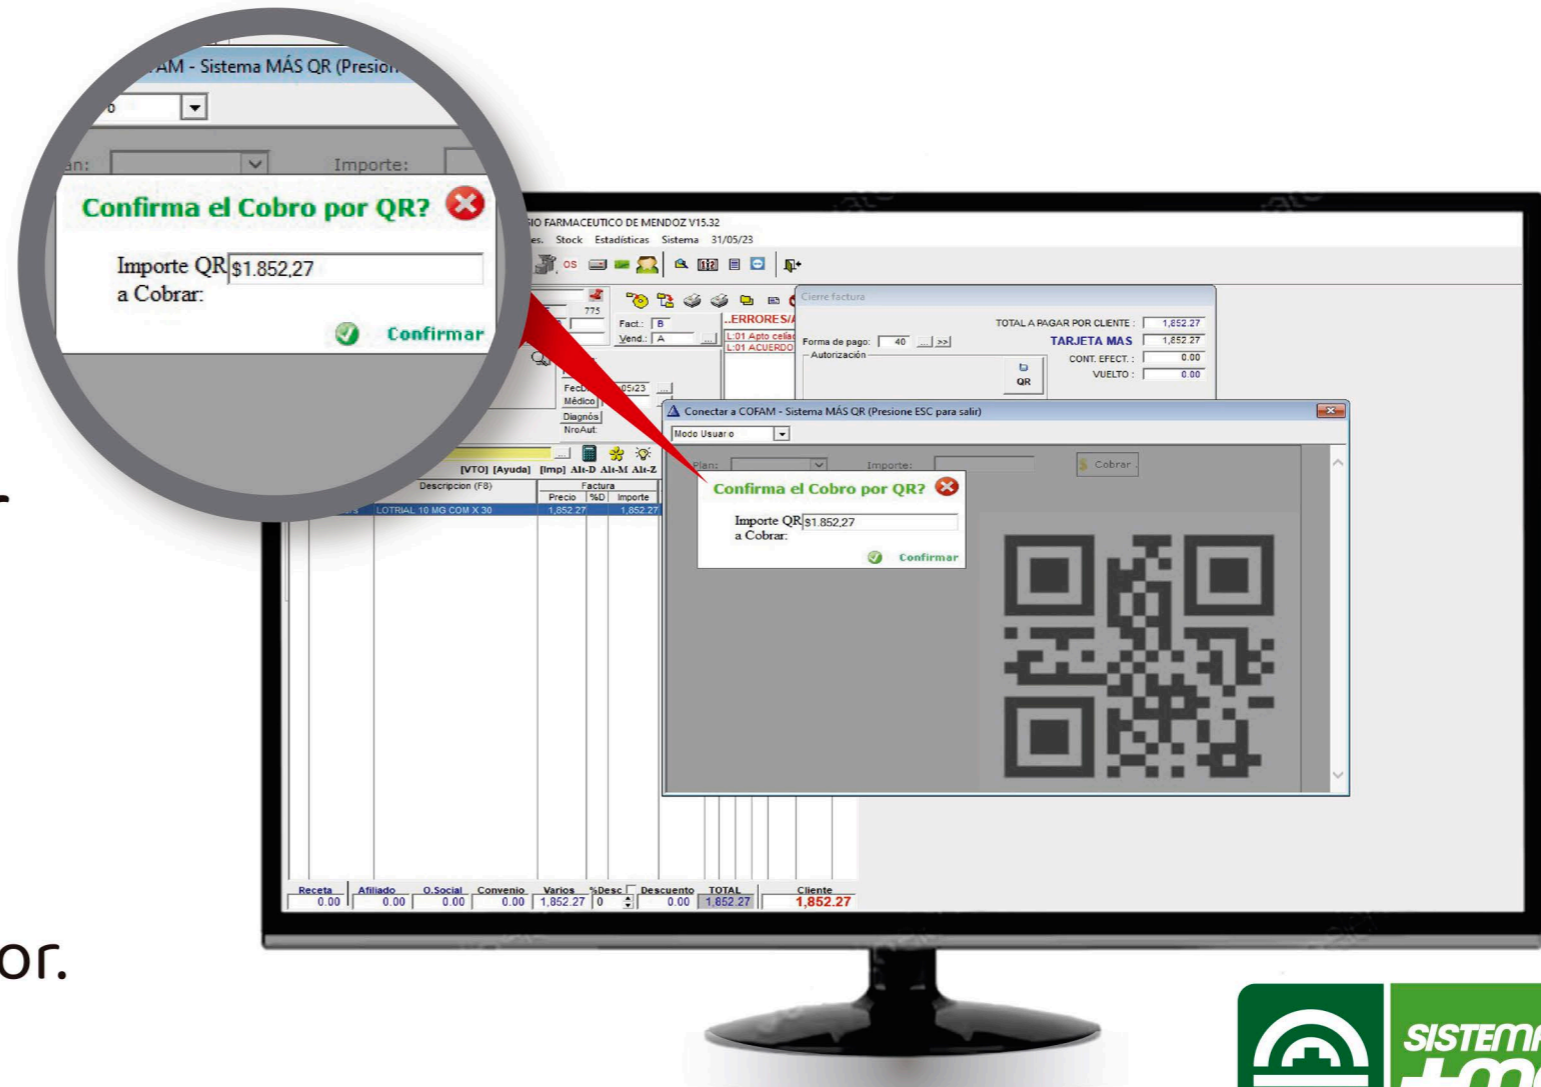 AM - Sistema MÁS QR (Presion
Importe:
Confirma el Cobro por QR?
Importe QR $1.852,27
a Cobrar:
Confirmar
IO FARMACEUTICO DE MENDOZ V15.32
es. Stock Estadísticas Sistema 31/05/23
OS
775
Fact.: B
Vend.: A ...
..ERRORES/A
L:01 Apto celíac
L:01 ACUERDO
Cierre factura
TOTAL A PAGAR POR CLIENTE : 1,852.27
Forma de pago: 40 ... >> TARJETA MAS 1,852.27
Autorización CONT. EFECT. : 0.00
QR VUELTO : 0.00
05/23 ...
Médico
Diagnós
NroAut:
Conectar a COFAM - Sistema MÁS QR (Presione ESC para salir)
Modo Usuario
Plan: Importe: $ Cobrar
Confirma el Cobro por QR?
Importe QR $1.852,27
a Cobrar:
Confirmar
[VTO] [Ayuda] [Imp] Alt-D Alt-M Alt-Z
Descripcion (F8) Factura
Precio %D Importe
LOTRIAL 10 MG COM X 30 1,852.27 1,852.27
Receta Afiliado O.Social Convenio Varios %Desc Descuento TOTAL Cliente
0.00 0.00 0.00 0.00 1,852.27 0 0.00 1,852.27 1,852.27
or.
SISTEMA